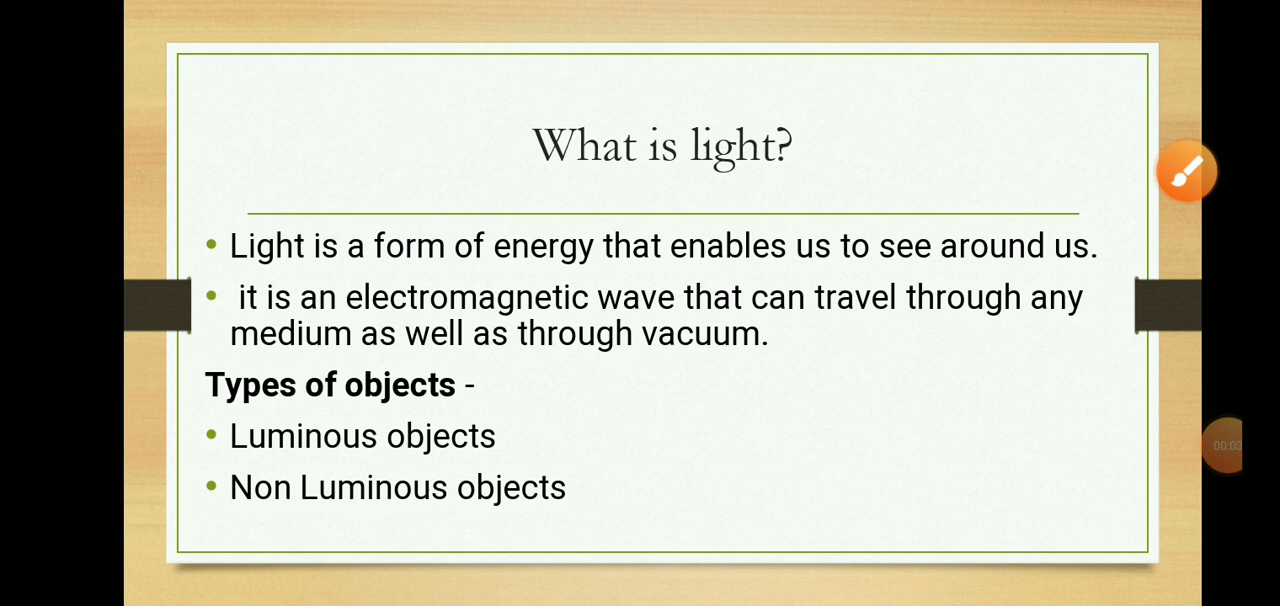 What is light?
• Light is a form of energy that enables us to see around us.
• it is an electromagnetic wave that can travel through any
medium as well as through vacuum.
Types of objects -
• Luminous objects
• Non Luminous objects
00:03